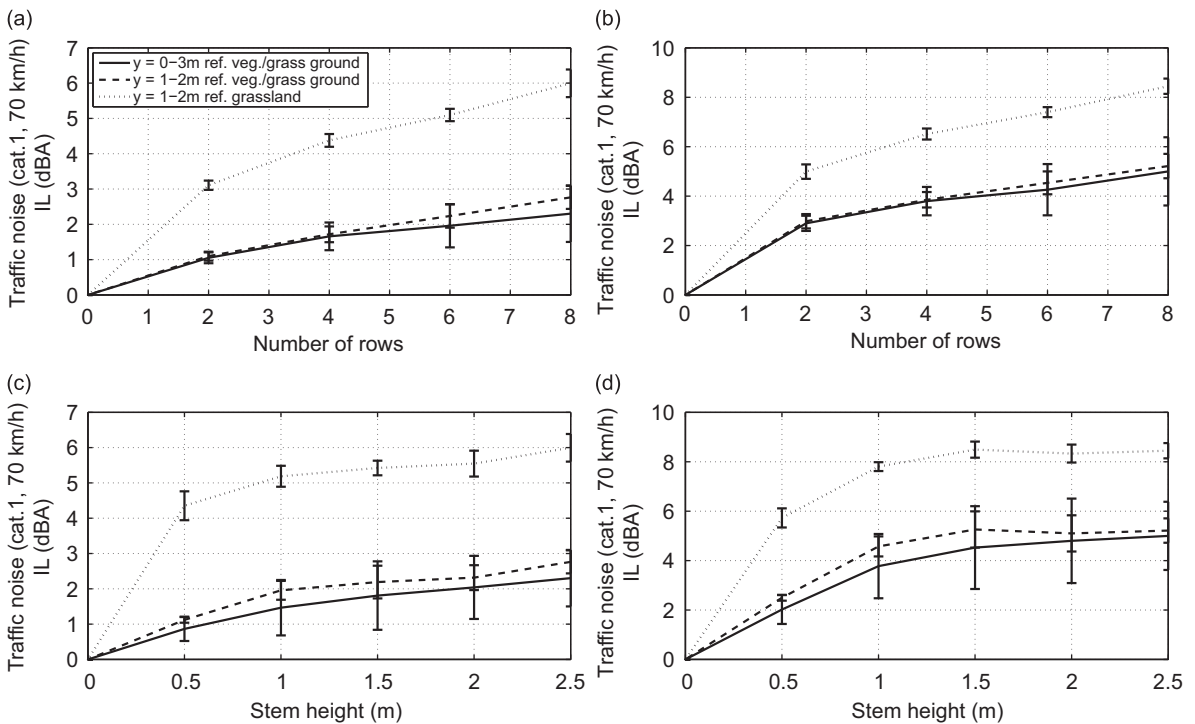 (a)
Traffic noise (cat.1, 70 km/h)
IL (dBA)
7
6
5
4
3
2
1
0
y = 0−3m ref. veg./grass ground
y = 1−2m ref. veg./grass ground
y = 1−2m ref. grassland
0 1 2 3 4 5 6 7 8
Number of rows
(b)
Traffic noise (cat.1, 70 km/h)
IL (dBA)
10
8
6
4
2
0
0 1 2 3 4 5 6 7 8
Number of rows
(c)
Traffic noise (cat.1, 70 km/h)
IL (dBA)
7
6
5
4
3
2
1
0
0 0.5 1 1.5 2 2.5
Stem height (m)
(d)
Traffic noise (cat.1, 70 km/h)
IL (dBA)
10
8
6
4
2
0
0 0.5 1 1.5 2 2.5
Stem height (m)